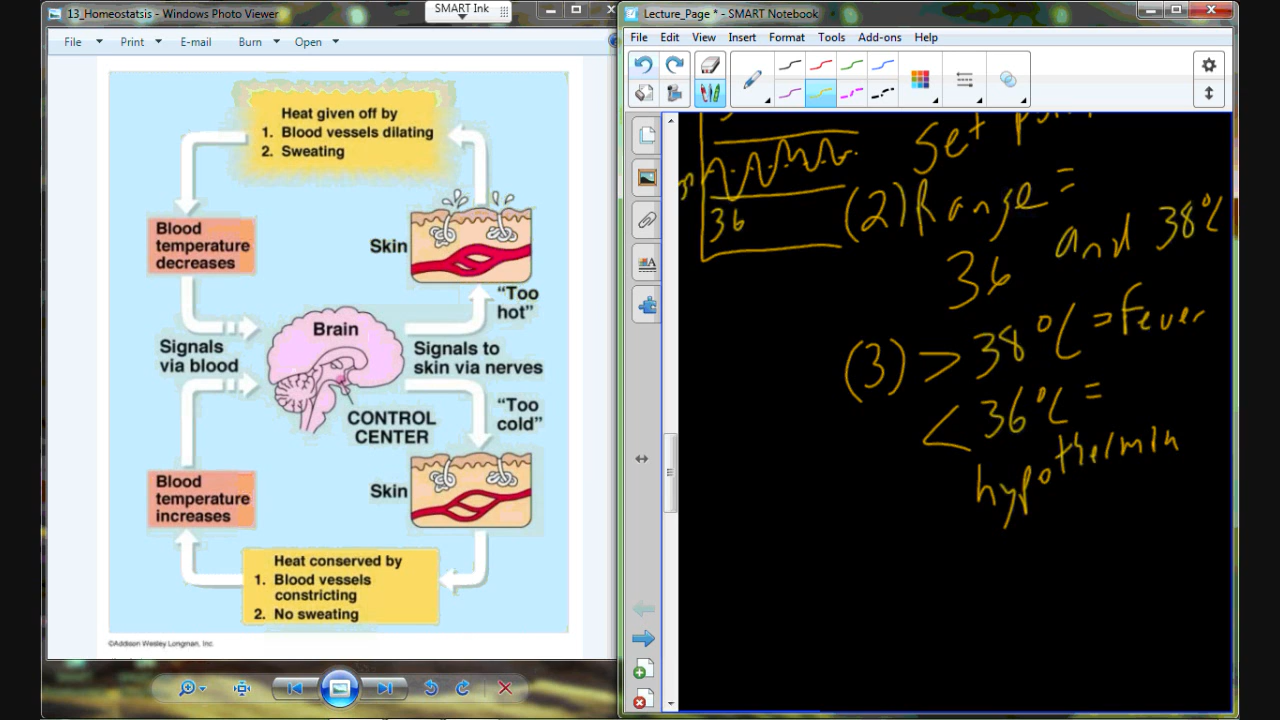 13_Homeostatsis - Windows Photo Viewer
SMART Ink
File Print E-mail Burn Open
Heat given off by
1. Blood vessels dilating
2. Sweating
Blood
temperature
decreases
Skin
"Too
hot"
Brain
Signals
via blood
Signals to
skin via nerves
CONTROL
CENTER
"Too
cold"
Blood
temperature
increases
Skin
Heat conserved by
1. Blood vessels
constricting
2. No sweating
©Addison Wesley Longman, Inc.
Lecture_Page * - SMART Notebook
File Edit View Insert Format Tools Add-ons Help
Set
36
(2) Range =
36 and 38°C
(3) > 38°C = Fever
< 36°C =
hypothermia